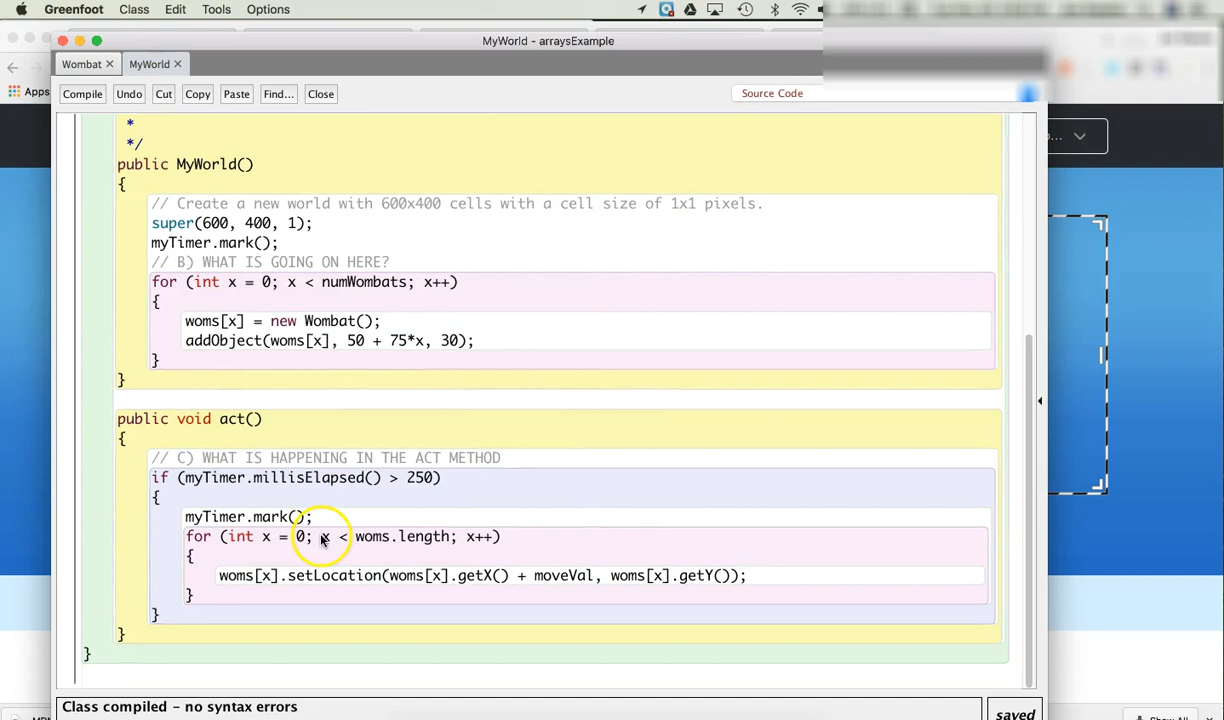 Greenfoot Class Edit Tools Options
MyWorld - arraysExample
Wombat ✕ MyWorld ✕
Apps
Compile Undo Cut Copy Paste Find... Close Source Code
*
*/
public MyWorld()
{
// Create a new world with 600x400 cells with a cell size of 1x1 pixels.
super(600, 400, 1);
myTimer.mark();
// B) WHAT IS GOING ON HERE?
for (int x = 0; x < numWombats; x++)
{
woms[x] = new Wombat();
addObject(woms[x], 50 + 75*x, 30);
}
}
public void act()
{
// C) WHAT IS HAPPENING IN THE ACT METHOD
if (myTimer.millisElapsed() > 250)
{
myTimer.mark();
for (int x = 0; x < woms.length; x++)
{
woms[x].setLocation(woms[x].getX() + moveVal, woms[x].getY());
}
}
}
}
Class compiled - no syntax errors
saved